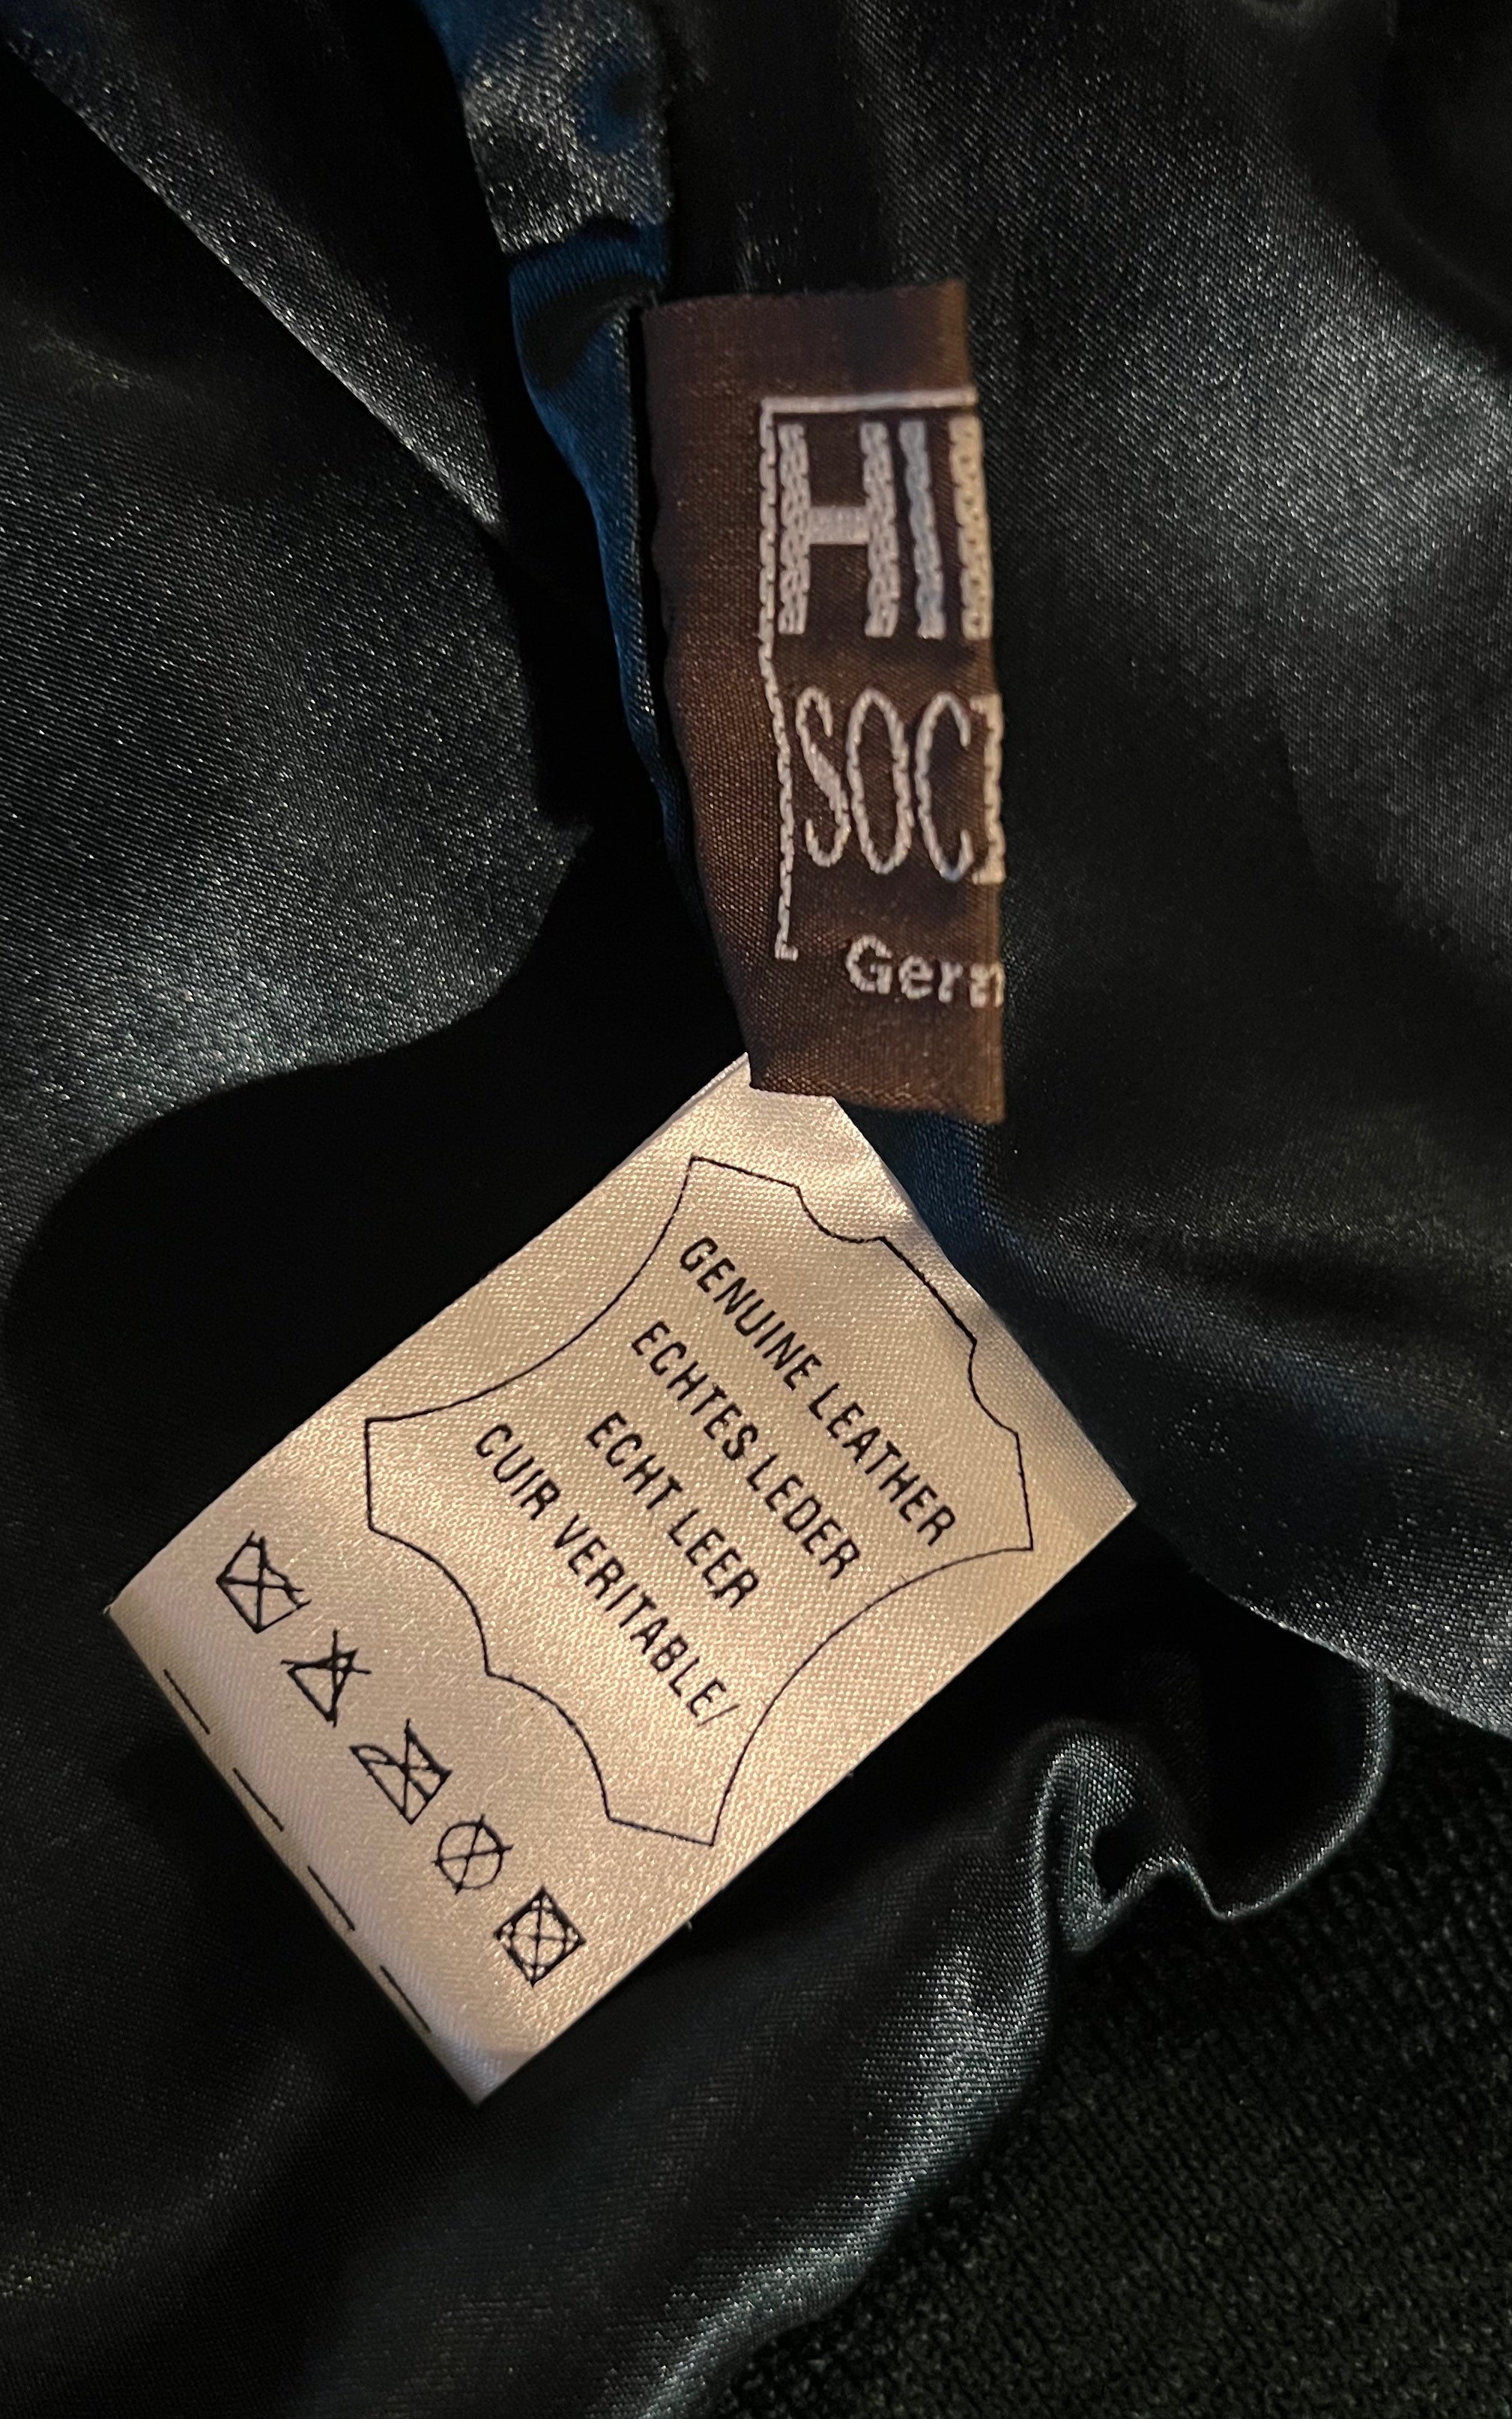 HI
SOC
Germ
GENUINE LEATHER
ECHTES LEDER
ECHT LEER
CUIR VERITABLE/